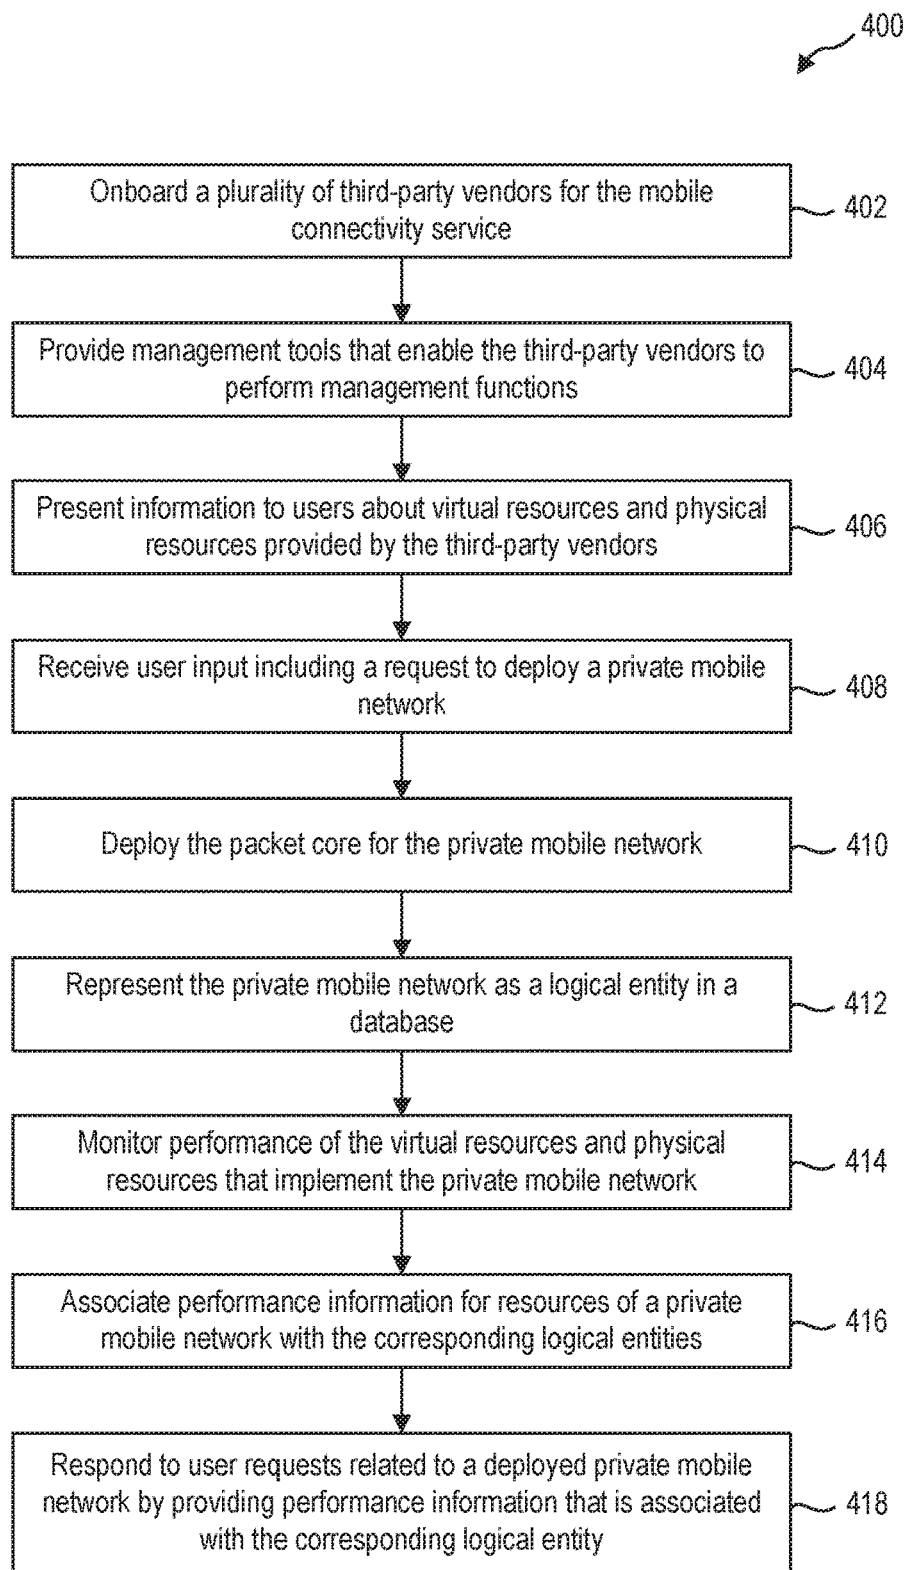 400
Onboard a plurality of third-party vendors for the mobile
connectivity service
402
Provide management tools that enable the third-party vendors to
perform management functions
404
Present information to users about virtual resources and physical
resources provided by the third-party vendors
406
Receive user input including a request to deploy a private mobile
network
408
Deploy the packet core for the private mobile network
410
Represent the private mobile network as a logical entity in a
database
412
Monitor performance of the virtual resources and physical
resources that implement the private mobile network
414
Associate performance information for resources of a private
mobile network with the corresponding logical entities
416
Respond to user requests related to a deployed private mobile
network by providing performance information that is associated
with the corresponding logical entity
418